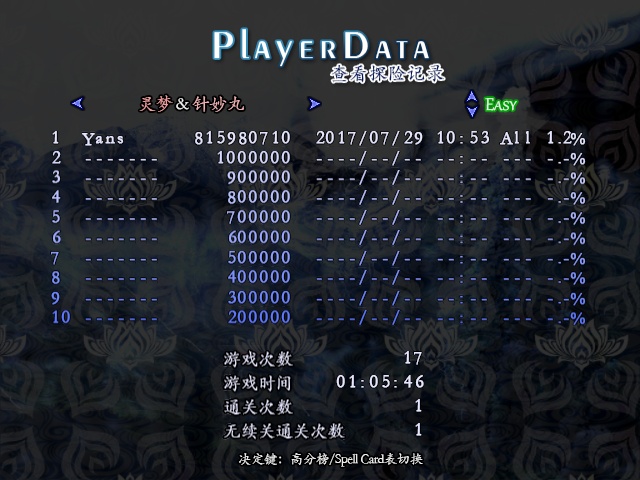 PlayerData
查看探险记录
灵梦&针妙丸 Easy
1 Yans 815980710 2017/07/29 10:53 All 1.2%
2 -------- 1000000 ----/--/-- --:-- --- --.-%
3 -------- 900000 ----/--/-- --:-- --- --.-%
4 -------- 800000 ----/--/-- --:-- --- --.-%
5 -------- 700000 ----/--/-- --:-- --- --.-%
6 -------- 600000 ----/--/-- --:-- --- --.-%
7 -------- 500000 ----/--/-- --:-- --- --.-%
8 -------- 400000 ----/--/-- --:-- --- --.-%
9 -------- 300000 ----/--/-- --:-- --- --.-%
10 -------- 200000 ----/--/-- --:-- --- --.-%
游戏次数 17
游戏时间 01:05:46
通关次数 1
无续关通关次数 1
决定键：高分榜/Spell Card表切换